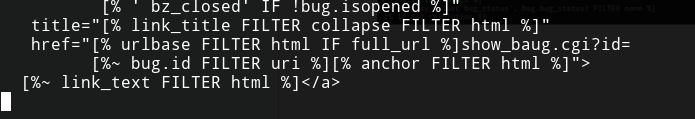 [% ' bz_closed' IF !bug.isopened %]"
title="[% link_title FILTER collapse FILTER html %]"
href="[% urlbase FILTER html IF full_url %]show_baug.cgi?id=
[%~ bug.id FILTER uri %][% anchor FILTER html %]">
[%~ link_text FILTER html %]</a>